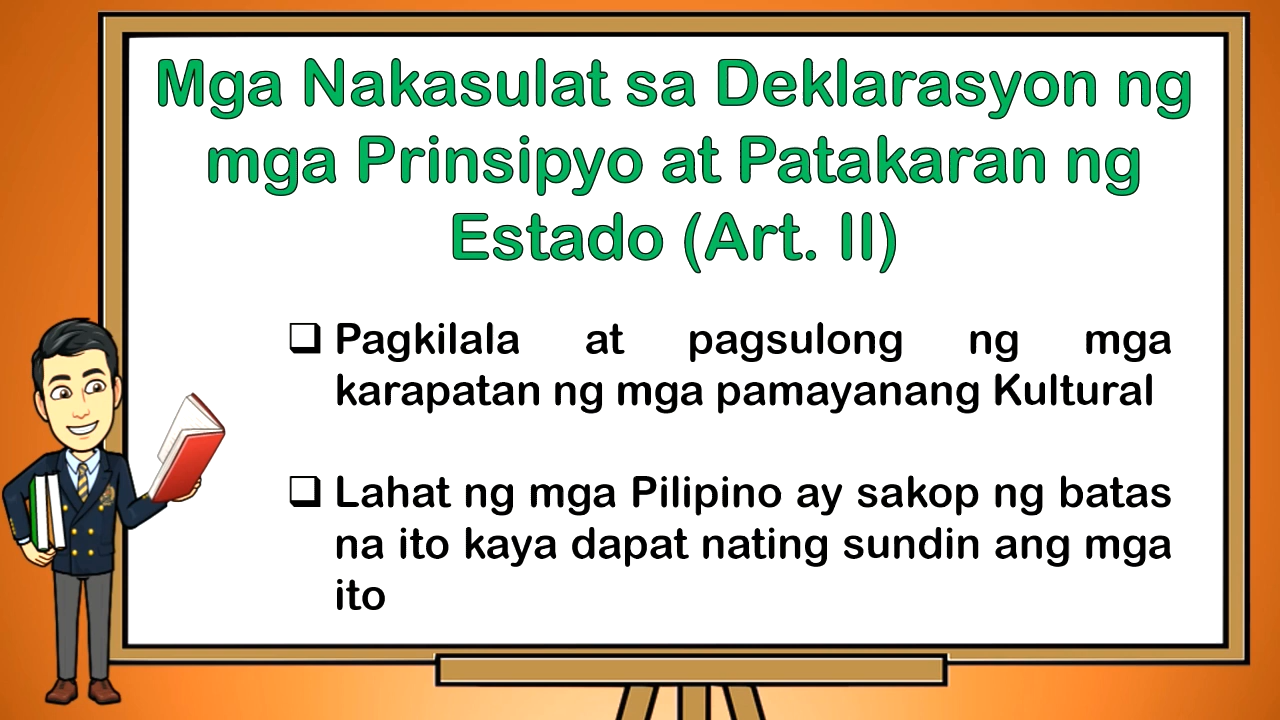 Mga Nakasulat sa Deklarasyon ng
mga Prinsipyo at Patakaran ng
Estado (Art. II)
❑ Pagkilala at pagsulong ng mga
karapatan ng mga pamayanang Kultural
❑ Lahat ng mga Pilipino ay sakop ng batas
na ito kaya dapat nating sundin ang mga
ito